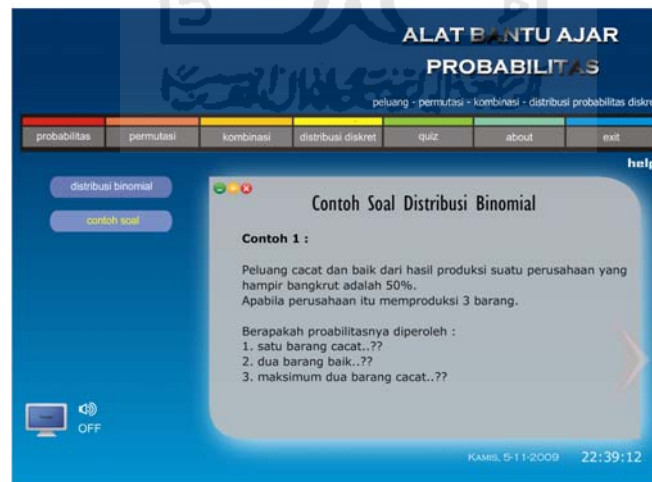 ALAT BANTU AJAR
PROBABILITAS
peluang - permutasi - kombinasi - distribusi probabilitas diskre
probabilitas permutasi kombinasi distribusi diskret quiz about exit
help
distribusi binomial
contoh soal
Contoh Soal Distribusi Binomial
Contoh 1 :
Peluang cacat dan baik dari hasil produksi suatu perusahaan yang
hampir bangkrut adalah 50%.
Apabila perusahaan itu memproduksi 3 barang.
Berapakah proabilitasnya diperoleh :
1. satu barang cacat..??
2. dua barang baik..??
3. maksimum dua barang cacat..??
OFF
Kamis, 5-11-2009 22:39:12